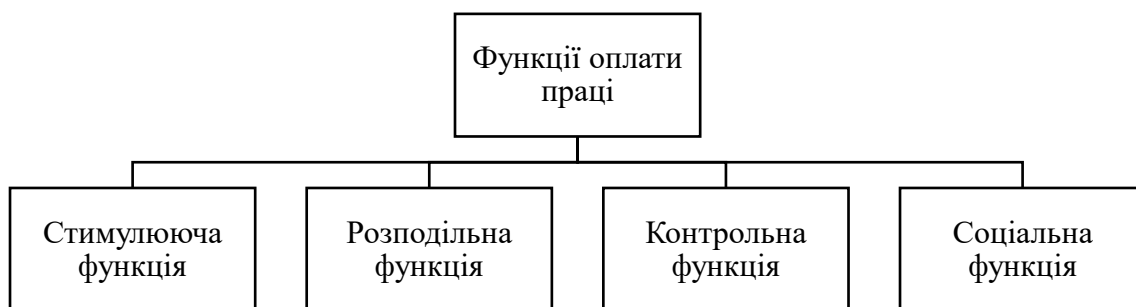 Функції оплати
праці
Стимулююча
функція
Розподільна
функція
Контрольна
функція
Соціальна
функція